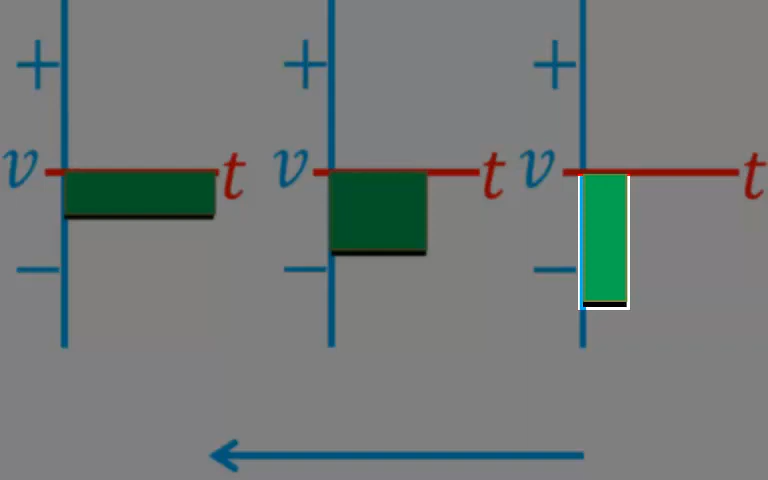 + + +
v t v t v t
− − −